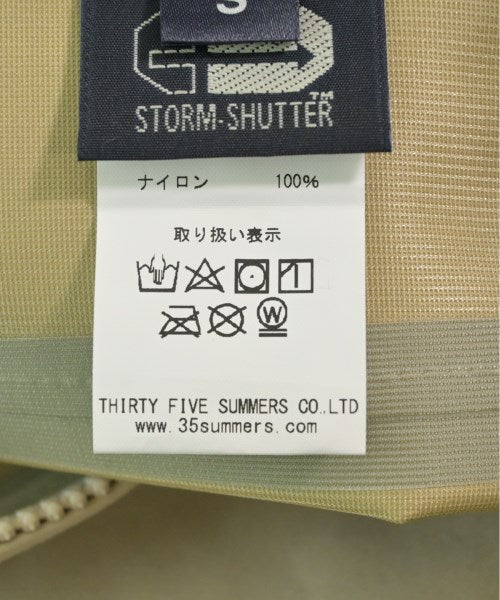 S
STORM-SHUTTER™
ナイロン 100%
取り扱い表示
W
THIRTY FIVE SUMMERS CO.,LTD
www.35summers.com